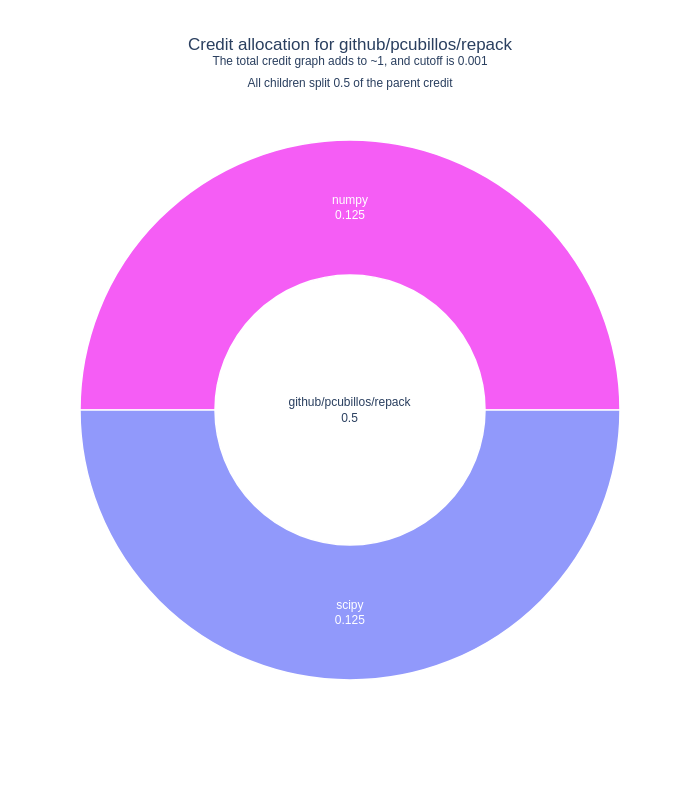 Credit allocation for github/pcubillos/repack
The total credit graph adds to ~1, and cutoff is 0.001
All children split 0.5 of the parent credit
numpy
0.125
github/pcubillos/repack
0.5
scipy
0.125